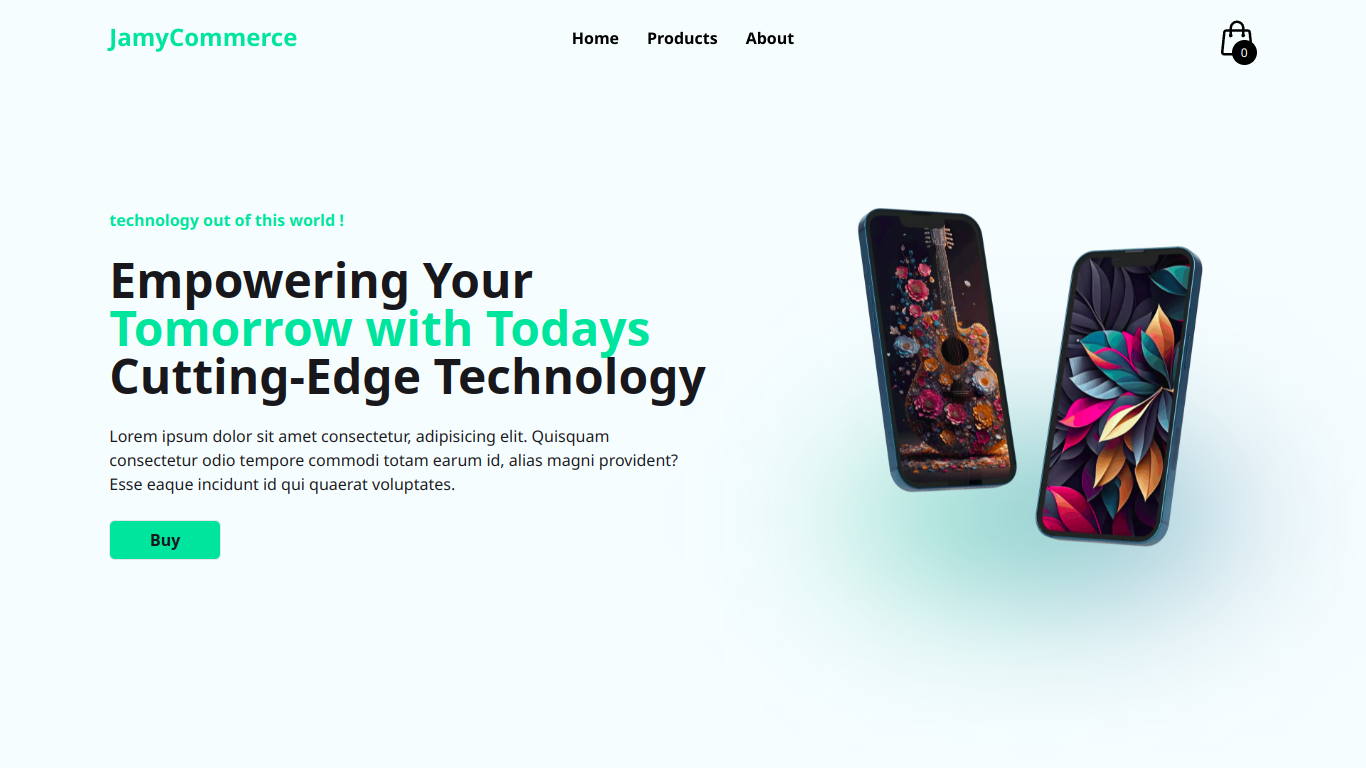 JamyCommerce
Home Products About
0
technology out of this world !
Empowering Your
Tomorrow with Todays
Cutting-Edge Technology
Lorem ipsum dolor sit amet consectetur, adipisicing elit. Quisquam
consectetur odio tempore commodi totam earum id, alias magni provident?
Esse eaque incidunt id qui quaerat voluptates.
Buy